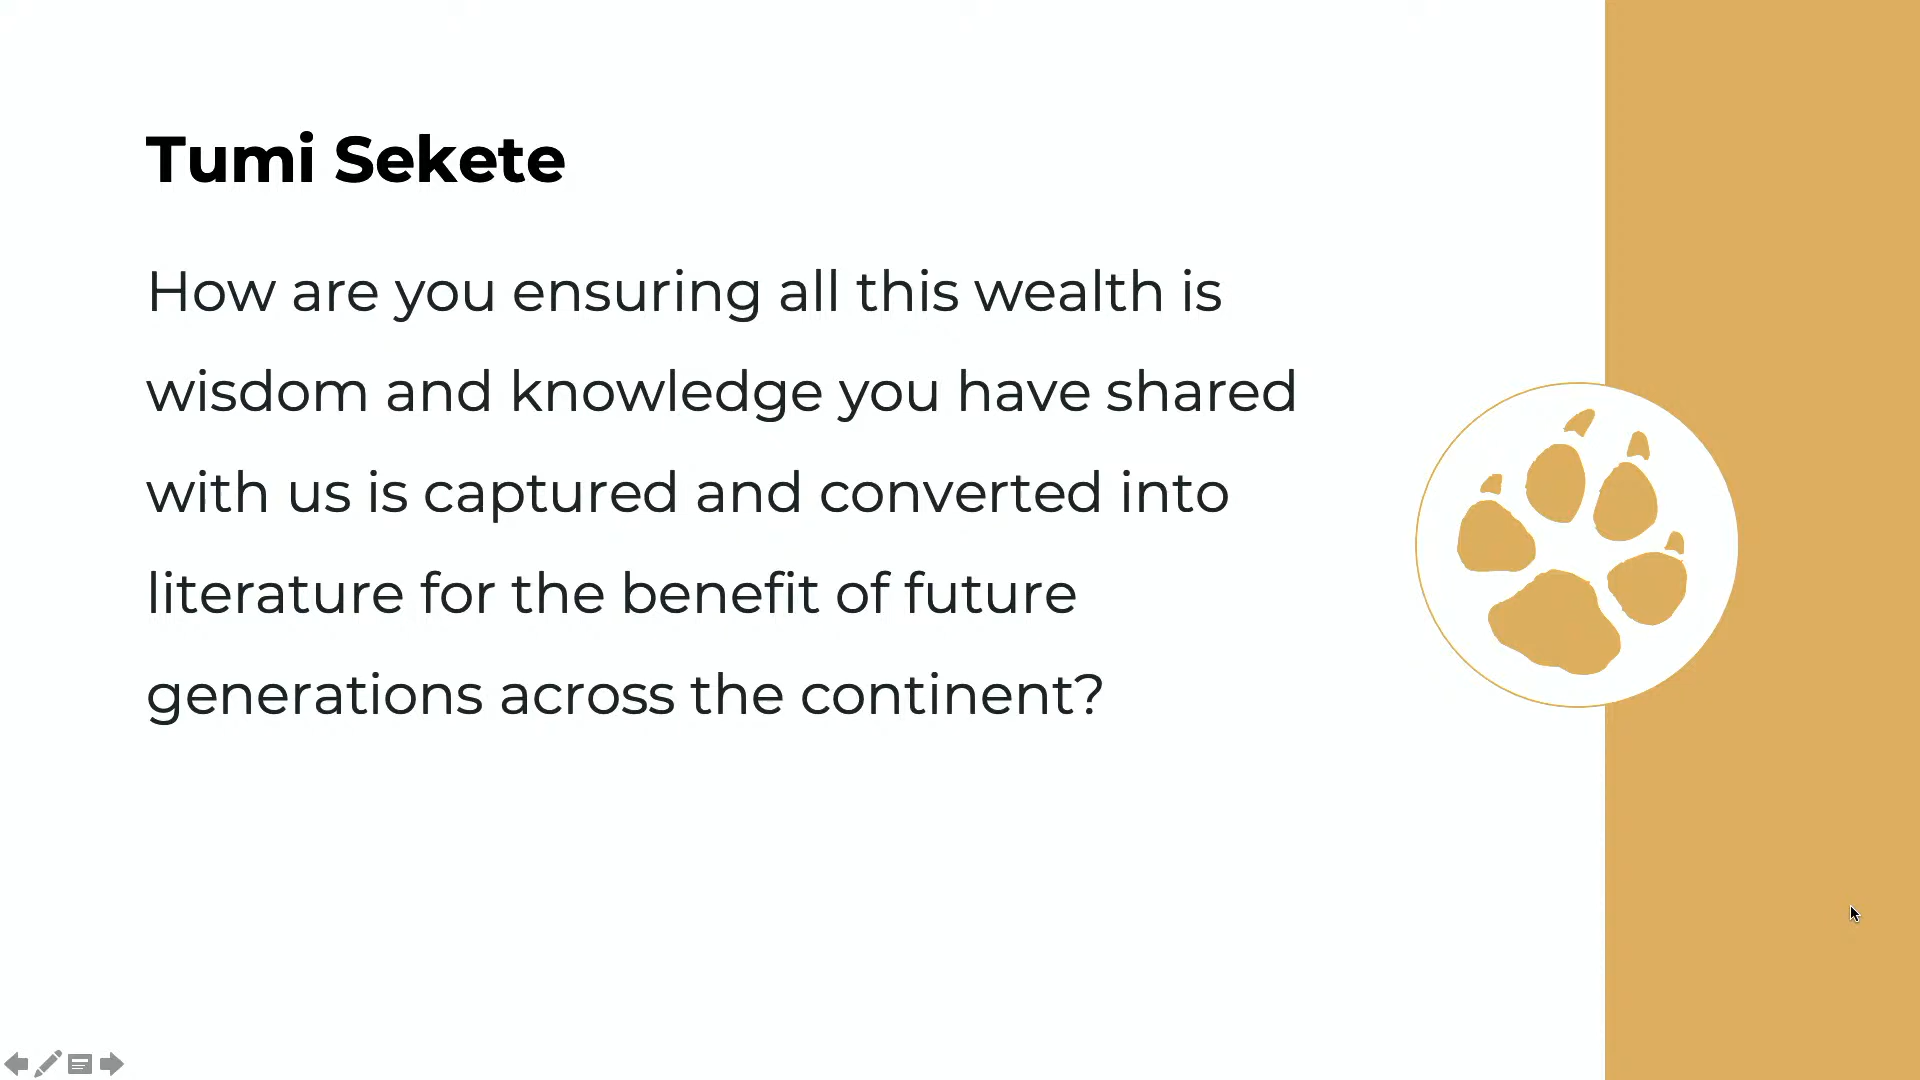 Tumi Sekete
How are you ensuring all this wealth is
wisdom and knowledge you have shared
with us is captured and converted into
literature for the benefit of future
generations across the continent?